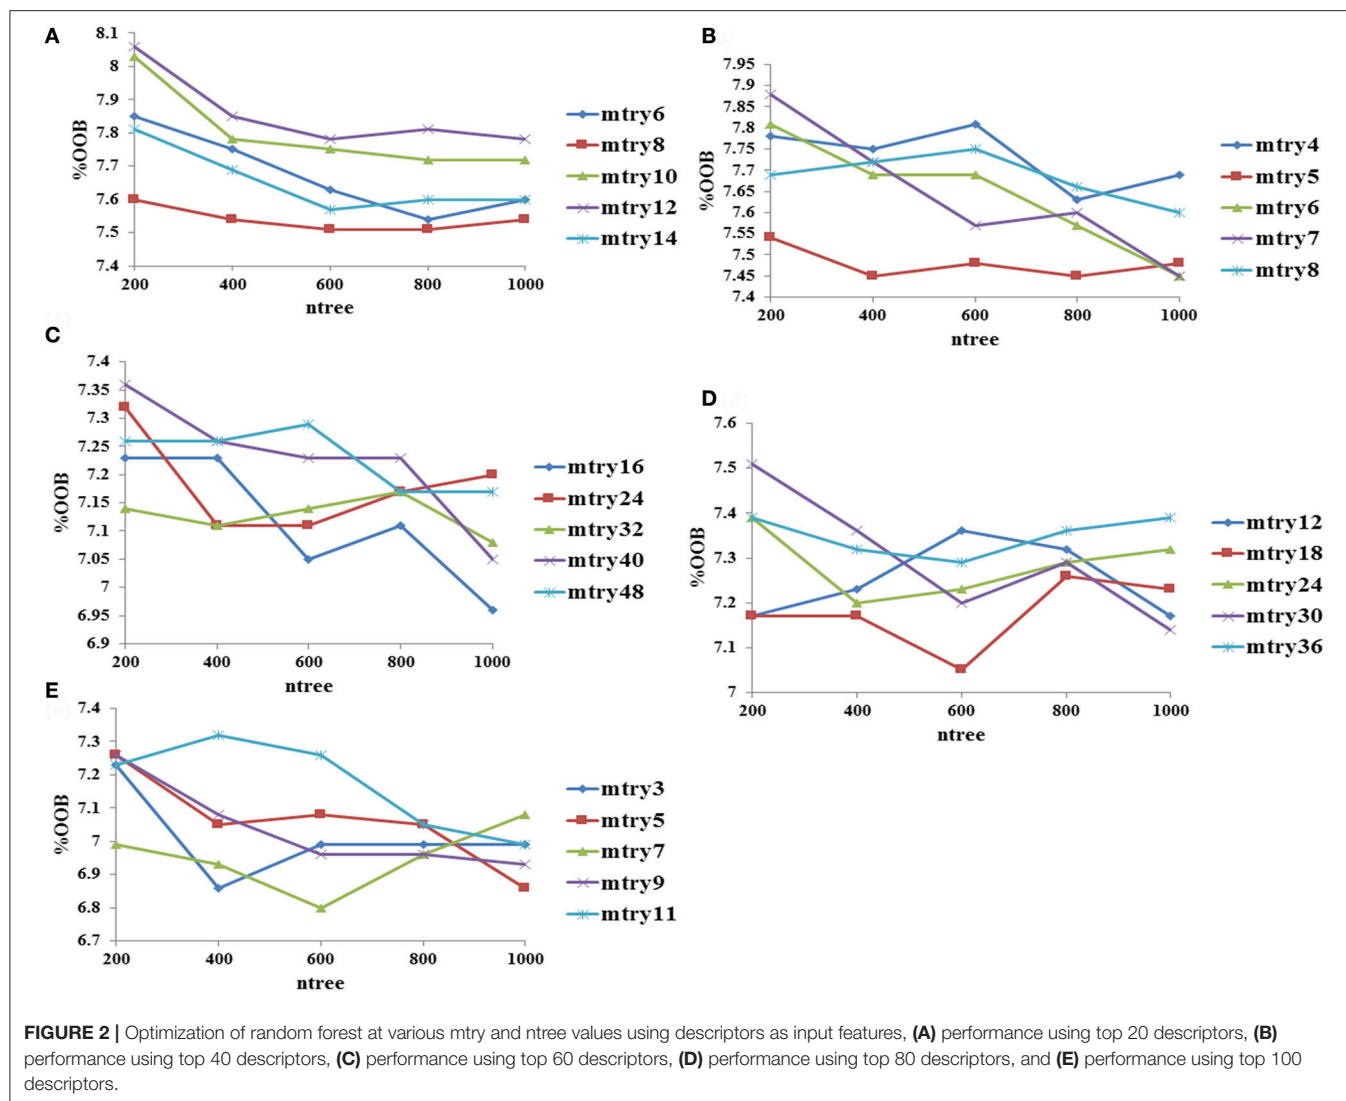 A
8.1
8
7.9
7.8
7.7
7.6
7.5
7.4
%OOB
200 400 600 800 1000
ntree
mtry6
mtry8
mtry10
mtry12
mtry14
B
7.95
7.9
7.85
7.8
7.75
7.7
7.65
7.6
7.55
7.5
7.45
7.4
%OOB
200 400 600 800 1000
ntree
mtry4
mtry5
mtry6
mtry7
mtry8
C
7.4
7.35
7.3
7.25
7.2
7.15
7.1
7.05
7
6.95
6.9
%OOB
200 400 600 800 1000
ntree
mtry16
mtry24
mtry32
mtry40
mtry48
D
(d)
7.6
7.5
7.4
7.3
7.2
7.1
7
%OOB
200 400 600 800 1000
ntree
mtry12
mtry18
mtry24
mtry30
mtry36
E
7.4
7.3
7.2
7.1
7
6.9
6.8
6.7
%OOB
200 400 600 800 1000
ntree
mtry3
mtry5
mtry7
mtry9
mtry11
FIGURE 2 | Optimization of random forest at various mtry and ntree values using descriptors as input features, (A) performance using top 20 descriptors, (B)
performance using top 40 descriptors, (C) performance using top 60 descriptors, (D) performance using top 80 descriptors, and (E) performance using top 100
descriptors.